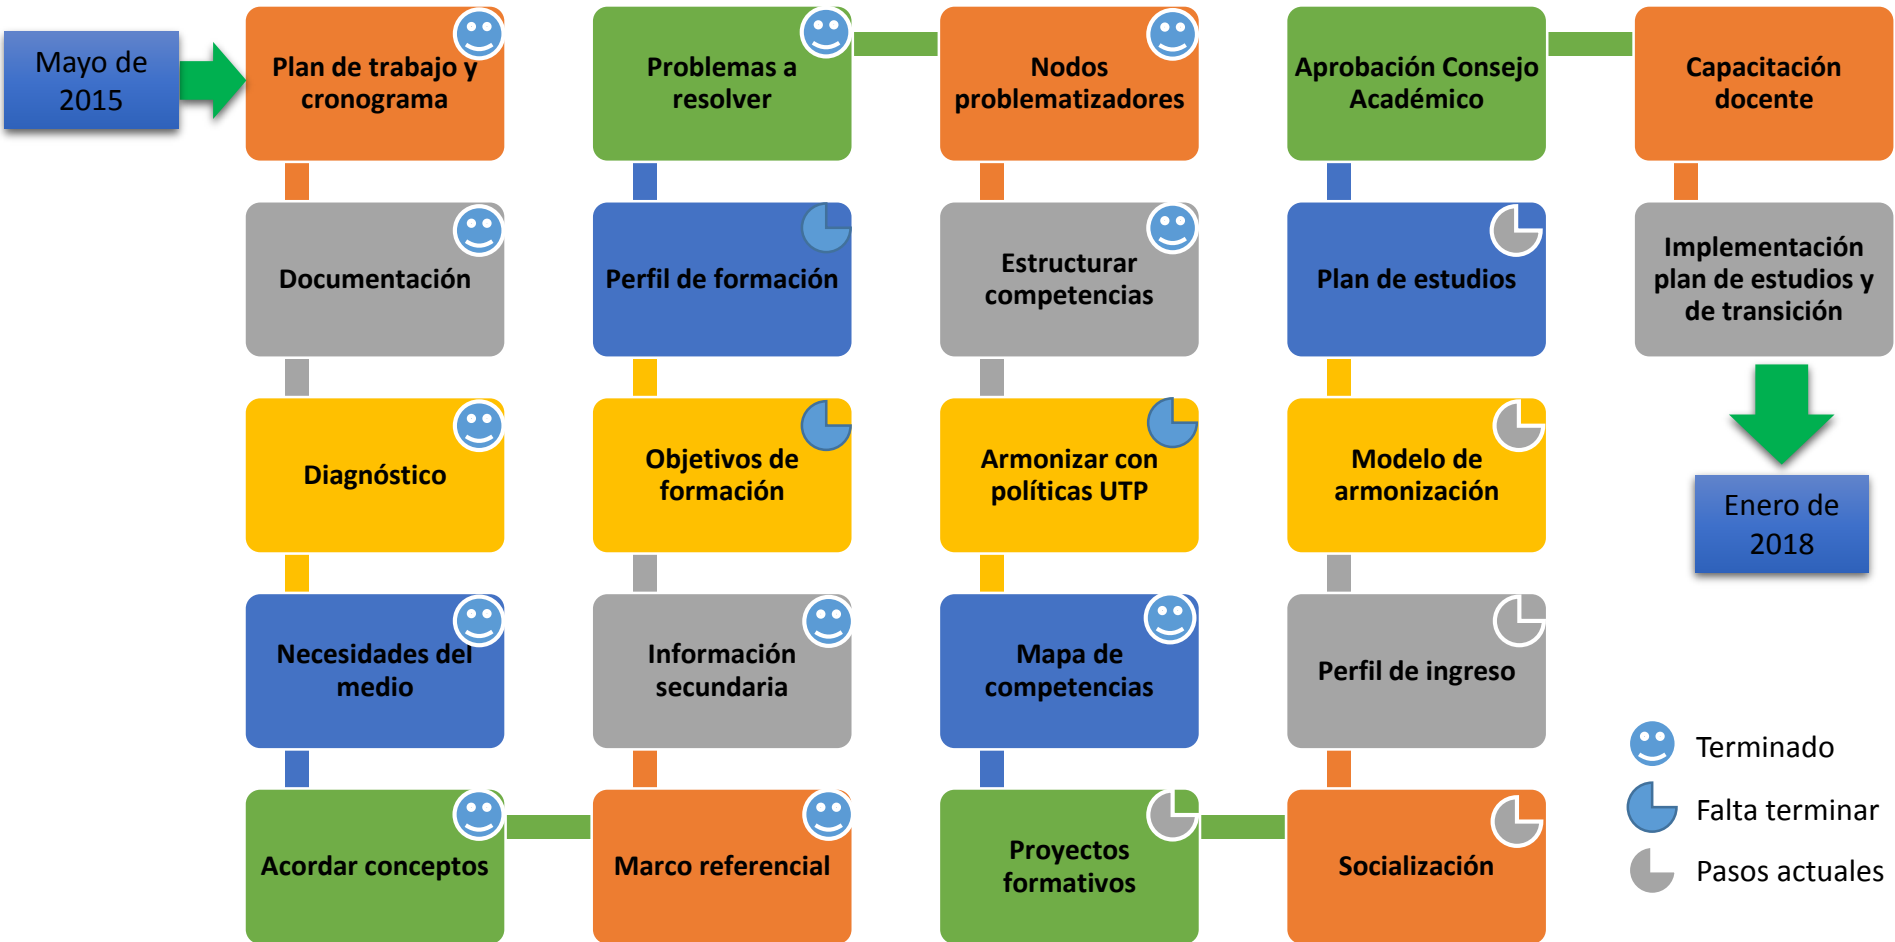 Mayo de
2015
Plan de trabajo y
cronograma
Documentación
Diagnóstico
Necesidades del
medio
Acordar conceptos
Marco referencial
Información
secundaria
Objetivos de
formación
Perfil de formación
Problemas a
resolver
Nodos
problematizadores
Estructurar
competencias
Armonizar con
políticas UTP
Mapa de
competencias
Proyectos
formativos
Socialización
Perfil de ingreso
Modelo de
armonización
Plan de estudios
Aprobación Consejo
Académico
Capacitación
docente
Implementación
plan de estudios y
de transición
Enero de
2018
Terminado
Falta terminar
Pasos actuales